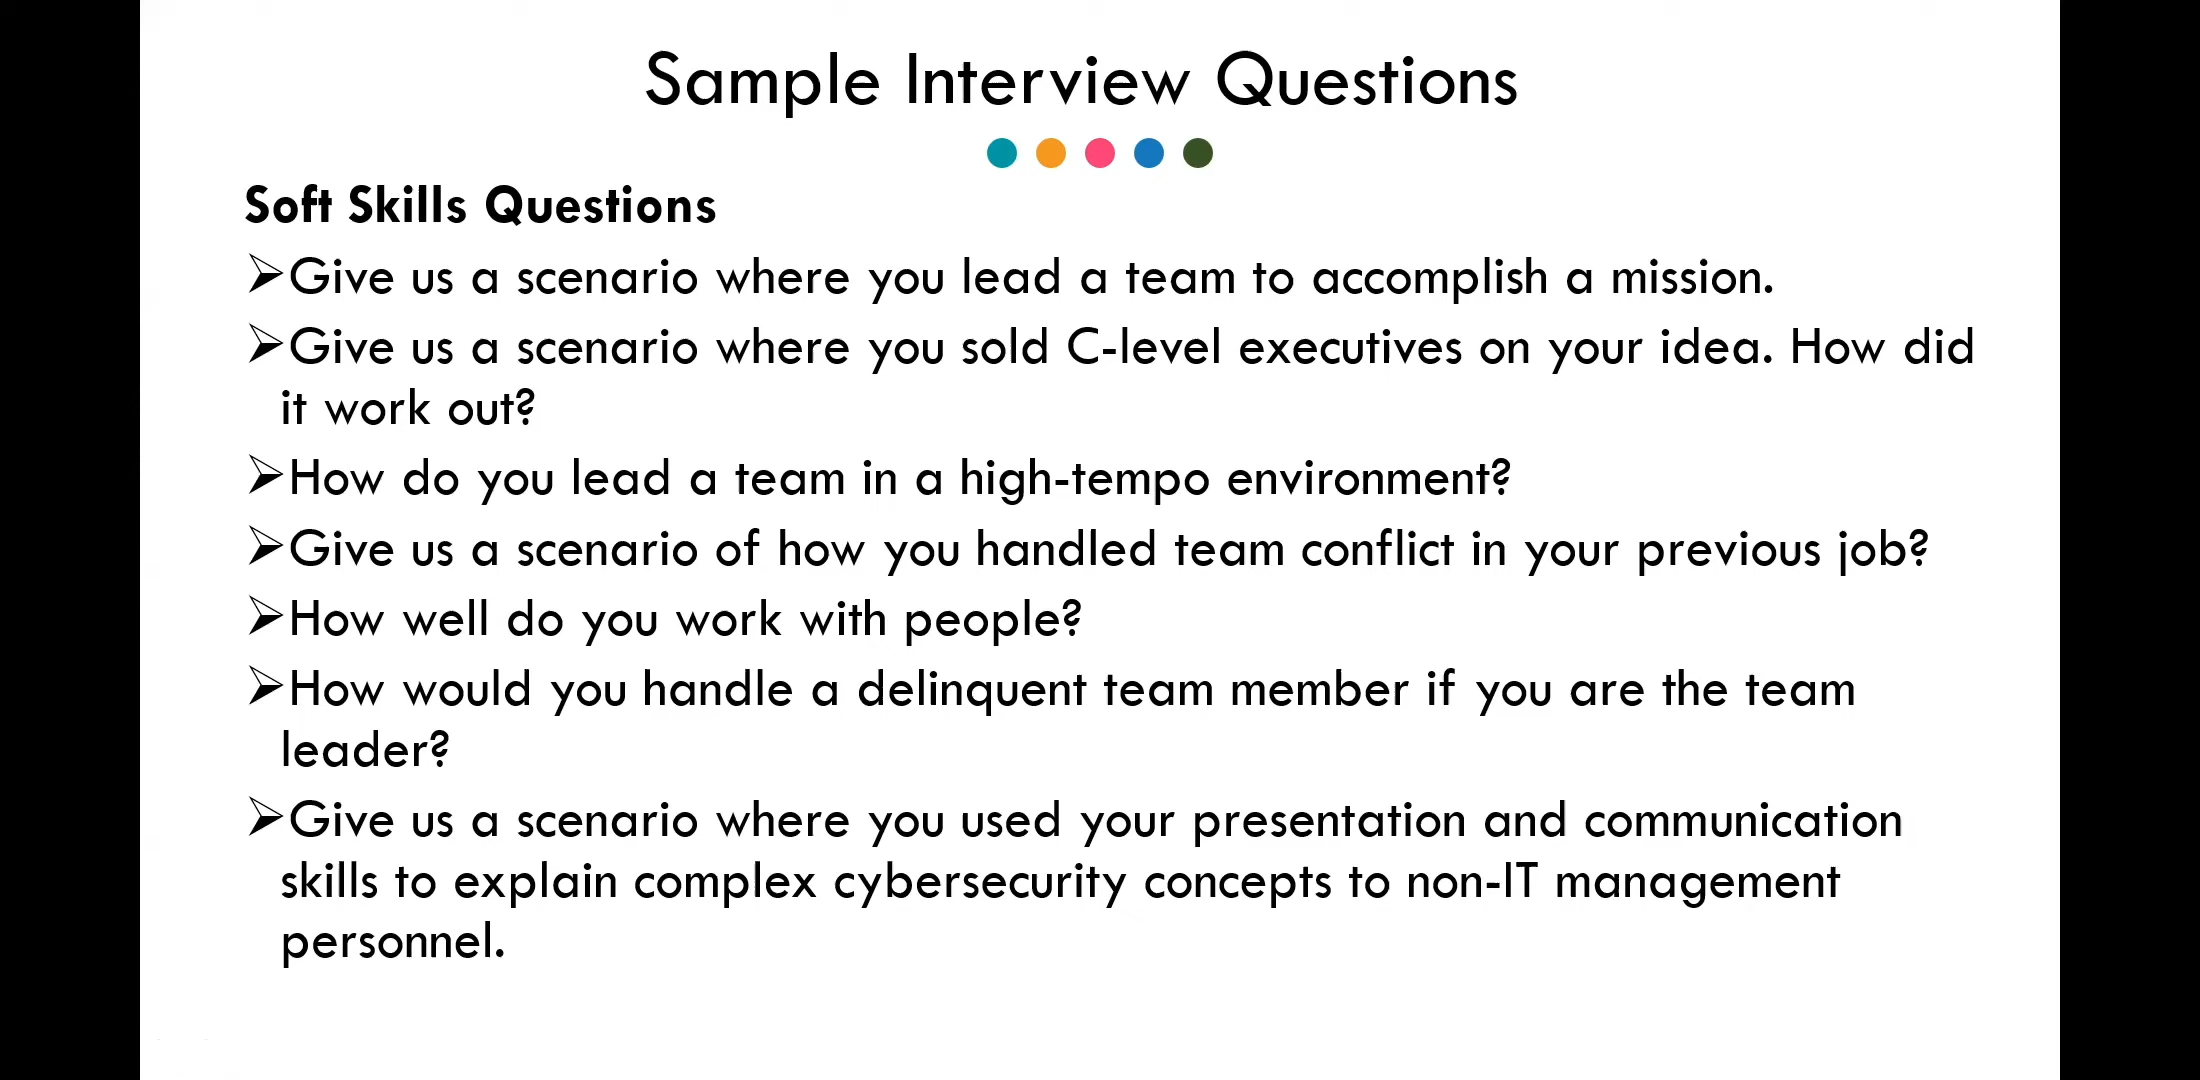 Sample Interview Questions
Soft Skills Questions
➢Give us a scenario where you lead a team to accomplish a mission.
➢Give us a scenario where you sold C-level executives on your idea. How did
it work out?
➢How do you lead a team in a high-tempo environment?
➢Give us a scenario of how you handled team conflict in your previous job?
➢How well do you work with people?
➢How would you handle a delinquent team member if you are the team
leader?
➢Give us a scenario where you used your presentation and communication
skills to explain complex cybersecurity concepts to non-IT management
personnel.